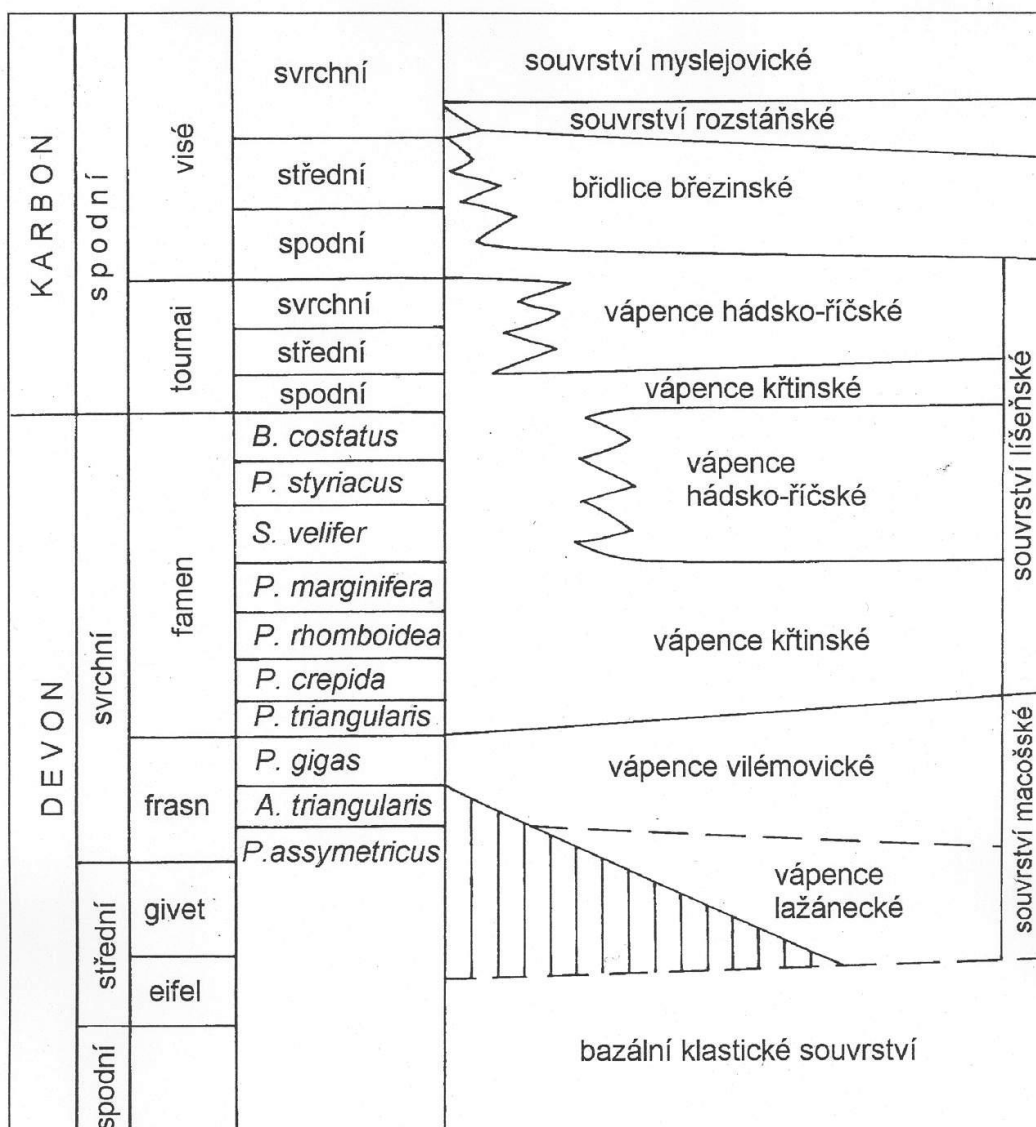 KARBON
DEVON
spodní
svrchní
střední
spodní
visé
tournai
famen
frasn
givet
eifel
svrchní
střední
spodní
svrchní
střední
spodní
B. costatus
P. styriacus
S. velifer
P. marginifera
P. rhomboidea
P. crepida
P. triangularis
P. gigas
A. triangularis
P.assymetricus
souvrství myslejovické
souvrství rozstáňské
břidlice březinské
vápence hádsko-říčské
vápence křtinské
vápence
hádsko-říčské
vápence křtinské
vápence vilémovické
vápence
lažánecké
bazální klastické souvrství
souvrství líšeňské
souvrství macošské